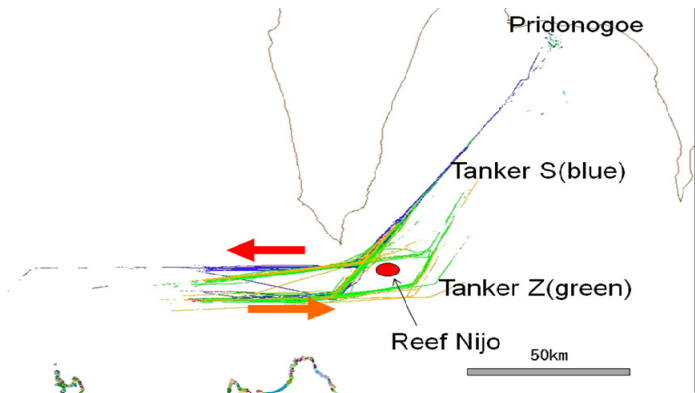 Pridonogoe
Tanker S(blue)
Tanker Z(green)
Reef Nijo
50km